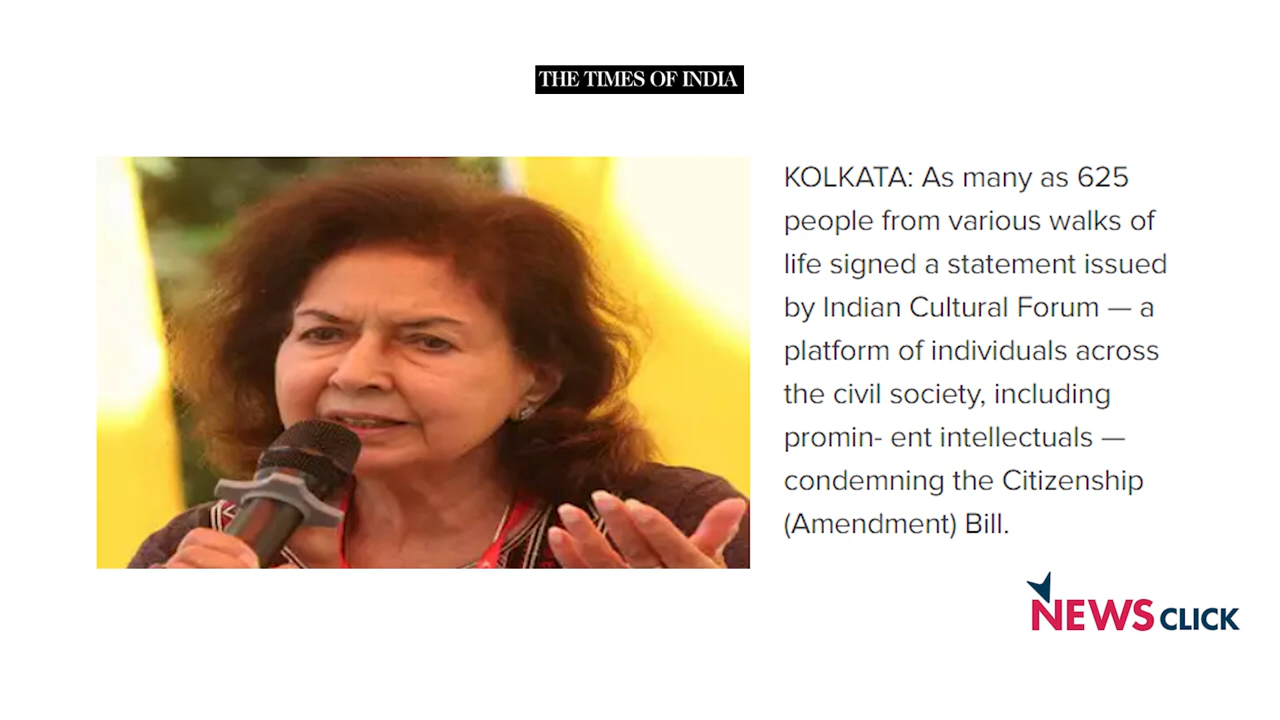 THE TIMES OF INDIA
KOLKATA: As many as 625
people from various walks of
life signed a statement issued
by Indian Cultural Forum — a
platform of individuals across
the civil society, including
promin- ent intellectuals —
condemning the Citizenship
(Amendment) Bill.
NEWS CLICK